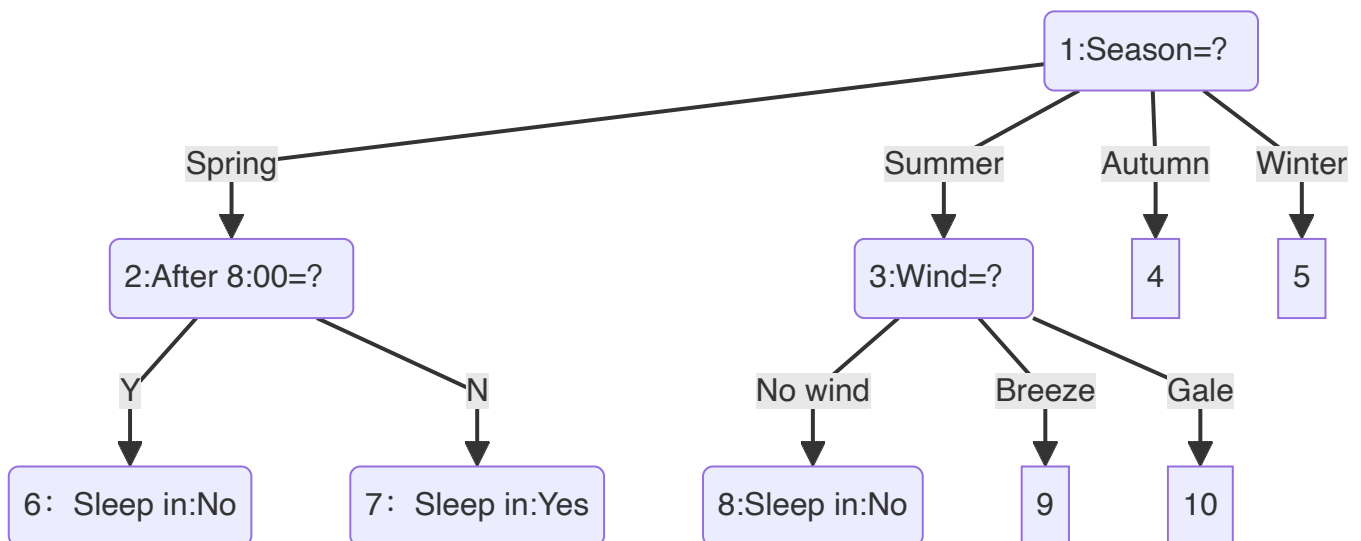 1:Season=?
Spring
Summer
Autumn
Winter
2:After 8:00=?
3:Wind=?
4
5
Y
N
No wind
Breeze
Gale
6：Sleep in:No
7：Sleep in:Yes
8:Sleep in:No
9
10